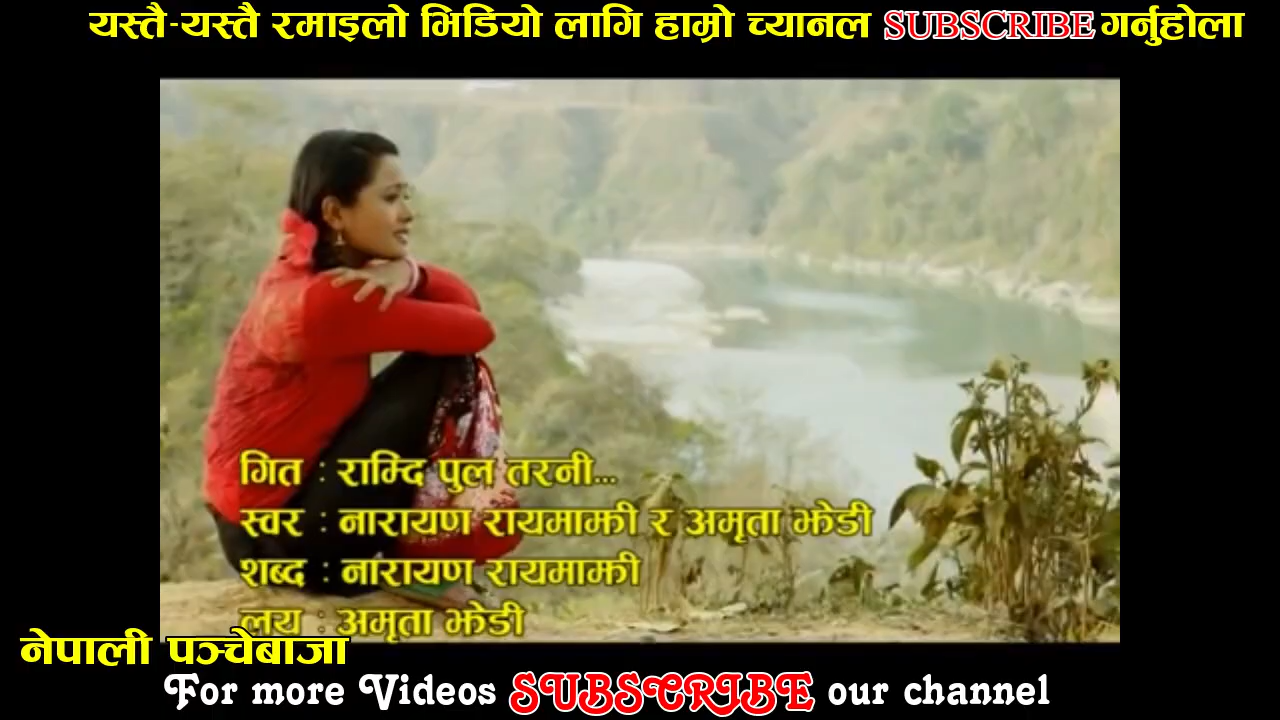 यस्तै-यस्तै रमाइलो भिडियो लागि हाम्रो च्यानल SUBSCRIBE गर्नुहोला
गित : राम्दि पुल तरनी...
स्वर : नारायण रायमाझी र अमृता झेडी
शब्द : नारायण रायमाझी
लय : अमृता झेडी
नेपाली पञ्चेबाजा
For more Videos SUBSCRIBE our channel